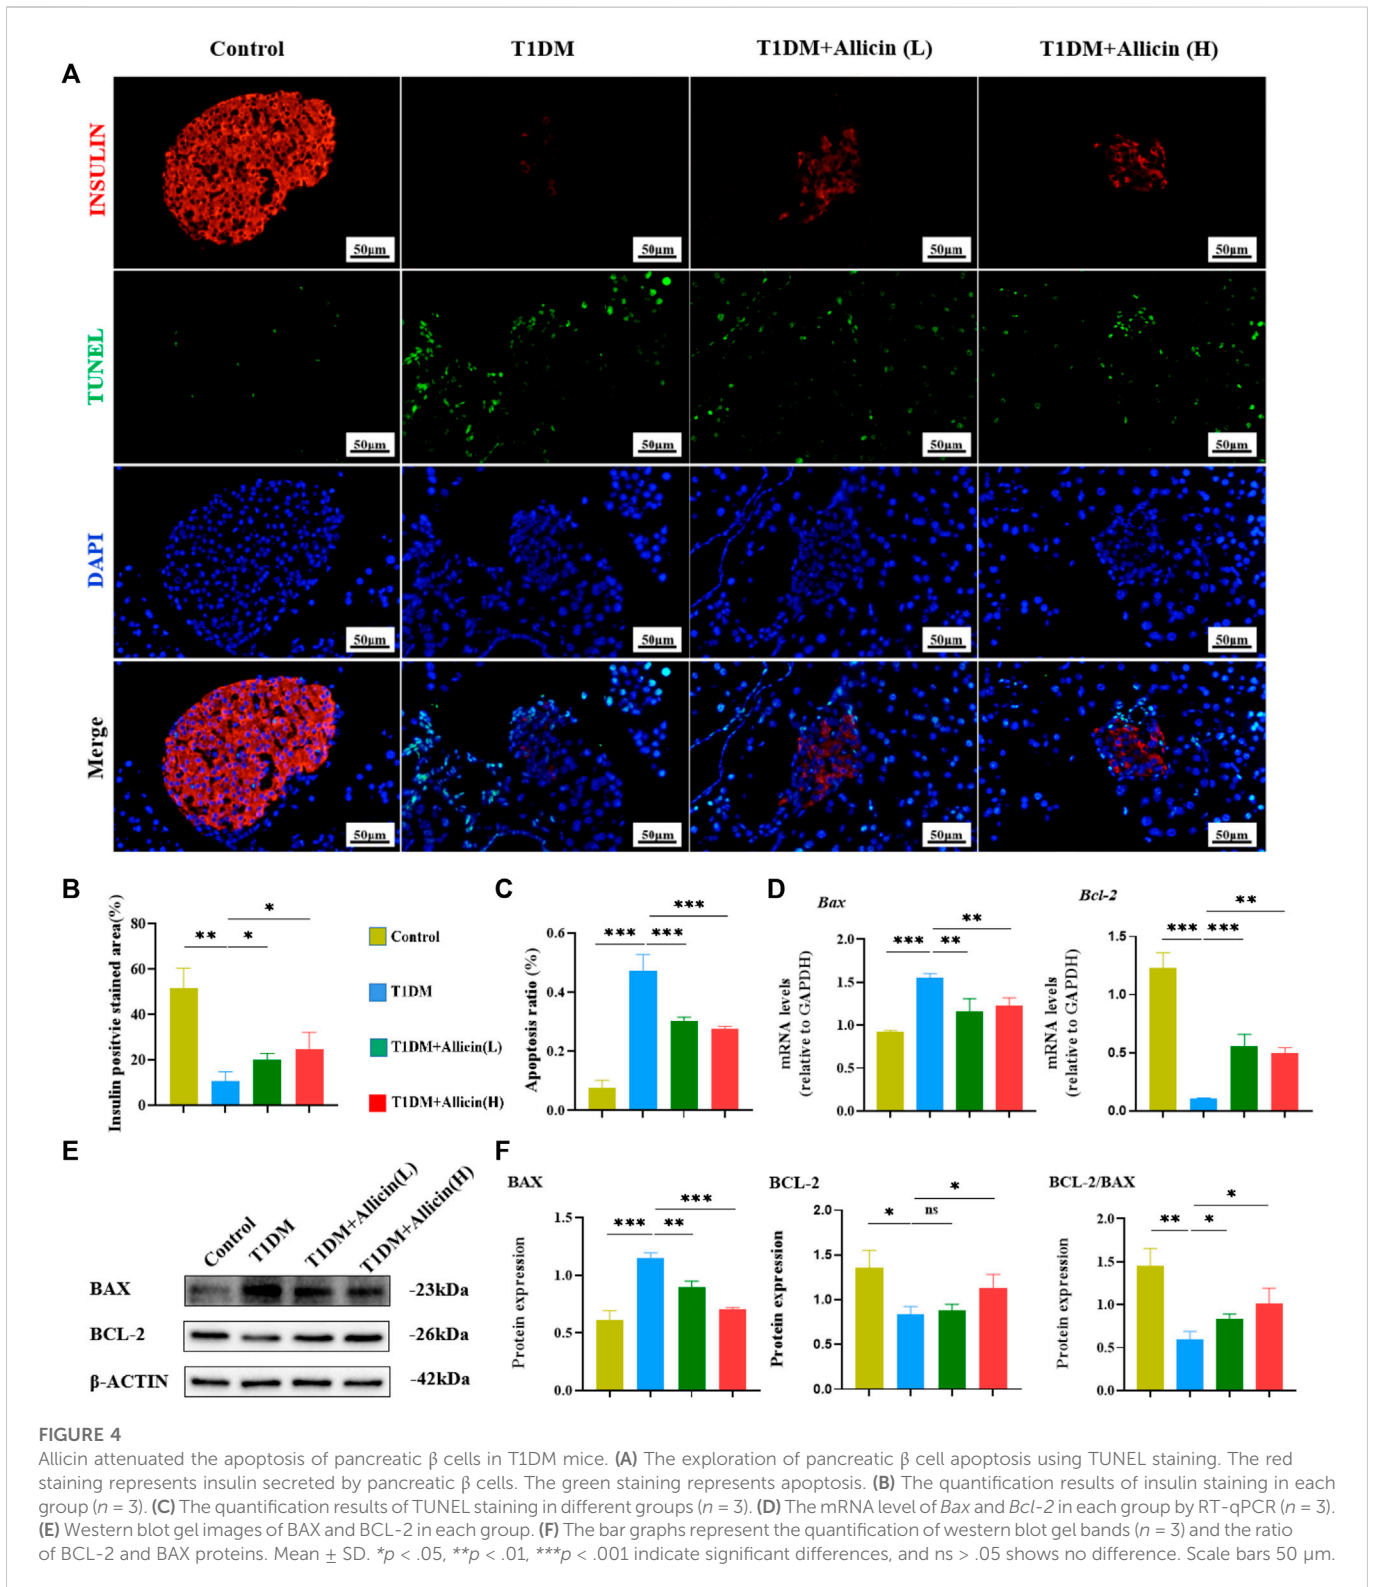 Control T1DM T1DM+Allicin (L) T1DM+Allicin (H)
A
INSULIN
50µm 50µm 50µm 50µm
TUNEL
50µm 50µm 50µm 50µm
DAPI
50µm 50µm 50µm 50µm
Merge
50µm 50µm 50µm 50µm
B
Insulin positvie stained area(%)
80
60
40
20
0
** * *
Control
T1DM
T1DM+Allicin(L)
T1DM+Allicin(H)
C
Apoptosis ratio (%)
0.6
0.4
0.2
0.0
*** *** ***
D
Bax
mRNA levels
(relative to GAPDH)
2.0
1.5
1.0
0.5
0.0
*** ** **
Bcl-2
mRNA levels
(relative to GAPDH)
1.5
1.0
0.5
0.0
*** *** **
E
Control T1DM T1DM+Allicin(L) T1DM+Allicin(H)
BAX -23kDa
BCL-2 -26kDa
β-ACTIN -42kDa
F
BAX
Protein expression
1.5
1.0
0.5
0.0
*** ** ***
BCL-2
Protein expression
2.0
1.5
1.0
0.5
0.0
* ns *
BCL-2/BAX
Protein expression
2.0
1.5
1.0
0.5
0.0
** * *
FIGURE 4
Allicin attenuated the apoptosis of pancreatic β cells in T1DM mice. (A) The exploration of pancreatic β cell apoptosis using TUNEL staining. The red
staining represents insulin secreted by pancreatic β cells. The green staining represents apoptosis. (B) The quantification results of insulin staining in each
group (n = 3). (C) The quantification results of TUNEL staining in different groups (n = 3). (D) The mRNA level of Bax and Bcl-2 in each group by RT-qPCR (n = 3).
(E) Western blot gel images of BAX and BCL-2 in each group. (F) The bar graphs represent the quantification of western blot gel bands (n = 3) and the ratio
of BCL-2 and BAX proteins. Mean ± SD. *p < .05, **p < .01, ***p < .001 indicate significant differences, and ns > .05 shows no difference. Scale bars 50 µm.